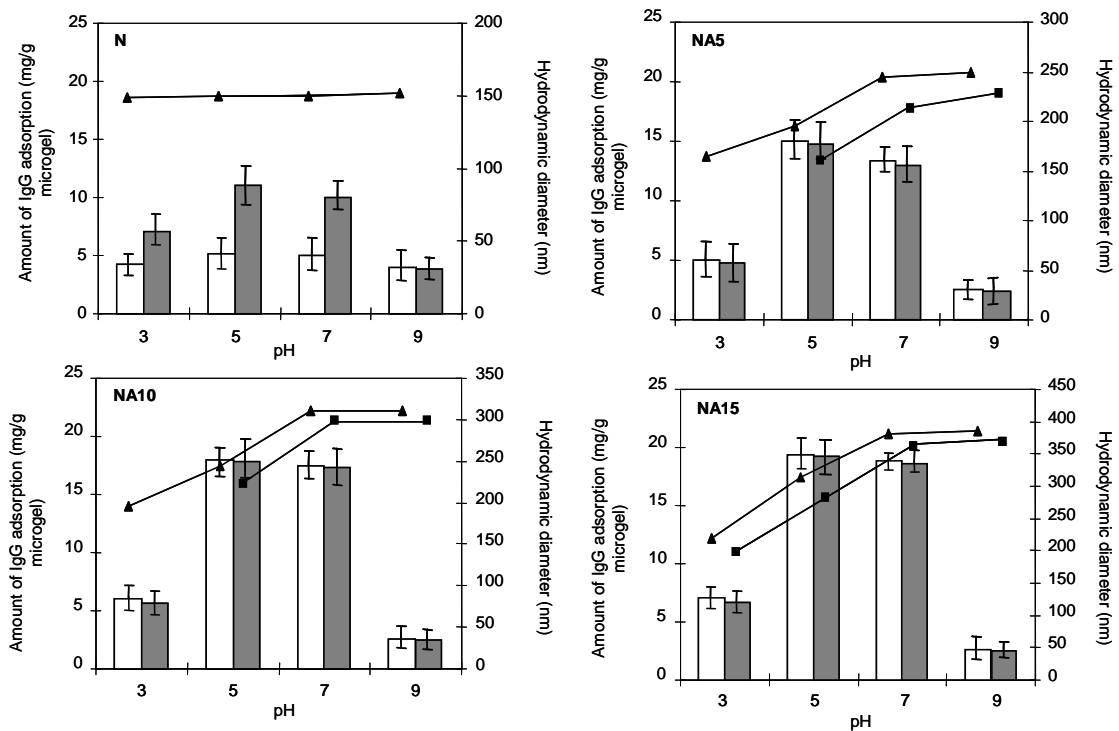 N
25
20
15
10
5
0
Amount of IgG adsorption (mg/g
microgel)
200
150
100
50
0
Hydrodynamic diameter (nm)
3 5 7 9
pH
NA5
25
20
15
10
5
0
Amount of IgG adsorption (mg/g
microgel)
300
250
200
150
100
50
0
Hydrodynamic diameter (nm)
3 5 7 9
pH
NA10
25
20
15
10
5
0
Amount of IgG adsorption (mg/g
microgel)
350
300
250
200
150
100
50
0
Hydrodynamic diameter (nm)
3 5 7 9
pH
NA15
25
20
15
10
5
0
Amount of IgG adsorption (mg/g
microgel)
450
400
350
300
250
200
150
100
50
0
Hydrodynamic diameter (nm)
3 5 7 9
pH